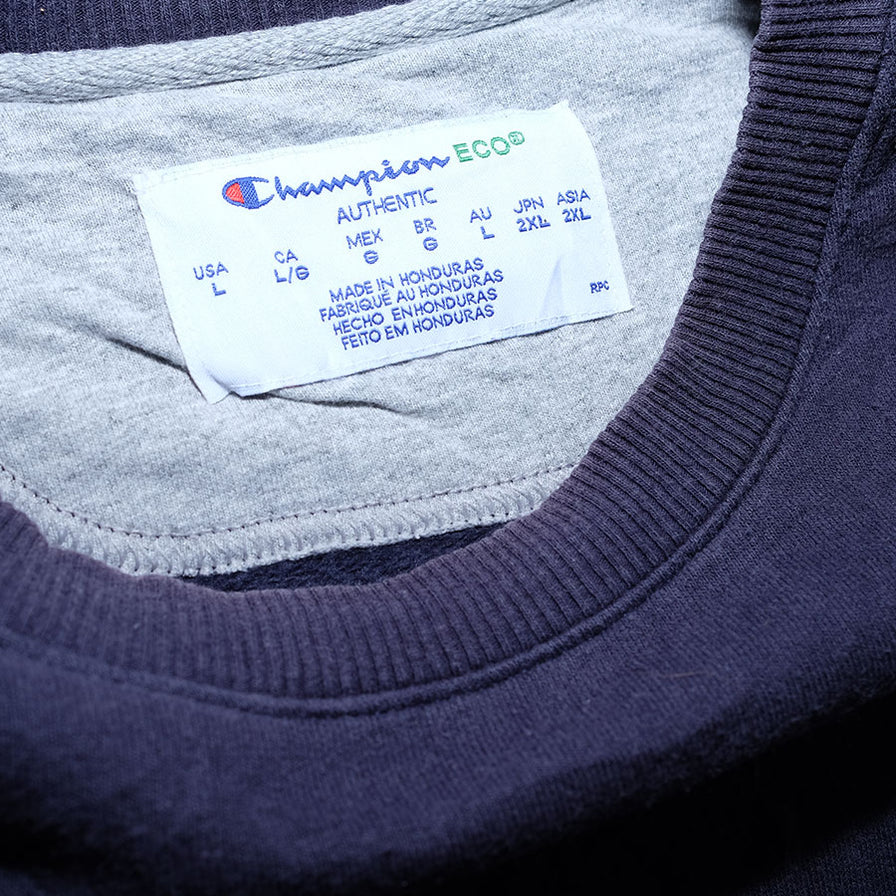 Champion ECO®
AUTHENTIC
USA CA MEX BR AU JPN ASIA
L L/G G G L 2XL 2XL
MADE IN HONDURAS
FABRIQUÉ AU HONDURAS
HECHO EN HONDURAS
FEITO EM HONDURAS
RPC